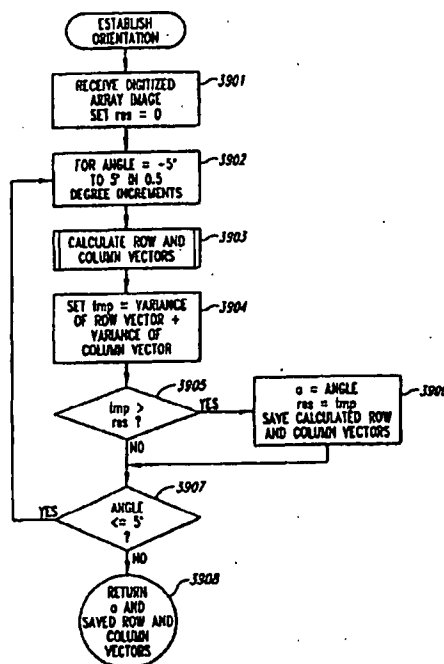 ESTABLISH
ORIENTATION
3901
RECEIVE DIGITIZED
ARRAY IMAGE
SET res = 0
3902
FOR ANGLE = -5°
TO 5° IN 0.5
DEGREE INCREMENTS
3903
CALCULATE ROW AND
COLUMN VECTORS
3904
SET tmp = VARIANCE
OF ROW VECTOR +
VARIANCE OF
COLUMN VECTOR
3905
tmp >
res ?
YES
a = ANGLE
res = tmp
SAVE CALCULATED ROW
AND COLUMN VECTORS
NO
3907
ANGLE
<= 5°
?
YES
NO
3908
RETURN
a AND
SAVED ROW AND
COLUMN
VECTORS